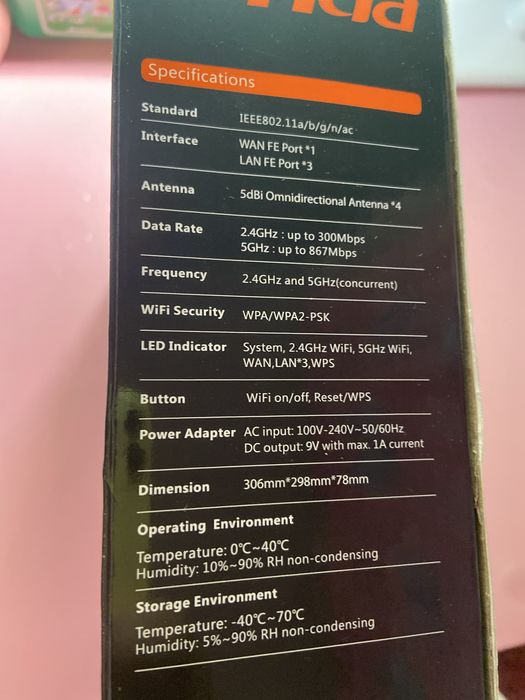 Specifications
Standard IEEE802.11a/b/g/n/ac
Interface WAN FE Port *1
LAN FE Port *3
Antenna 5dBi Omnidirectional Antenna *4
Data Rate 2.4GHz : up to 300Mbps
5GHz : up to 867Mbps
Frequency 2.4GHz and 5GHz(concurrent)
WiFi Security WPA/WPA2-PSK
LED Indicator System, 2.4GHz WiFi, 5GHz WiFi,
WAN,LAN*3,WPS
Button WiFi on/off, Reset/WPS
Power Adapter AC input: 100V-240V~50/60Hz
DC output: 9V with max. 1A current
Dimension 306mm*298mm*78mm
Operating Environment
Temperature: 0℃~40℃
Humidity: 10%~90% RH non-condensing
Storage Environment
Temperature: -40℃~70℃
Humidity: 5%~90% RH non-condensing